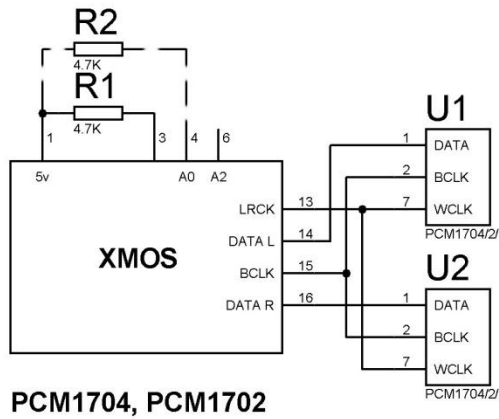 R2
4.7K
R1
4.7K
1
3
4
6
5v
A0
A2
XMOS
LRCK
13
DATA L
14
BCLK
15
DATA R
16
U1
1
DATA
2
BCLK
7
WCLK
PCM1704/2/
U2
1
DATA
2
BCLK
7
WCLK
PCM1704/2/
PCM1704, PCM1702